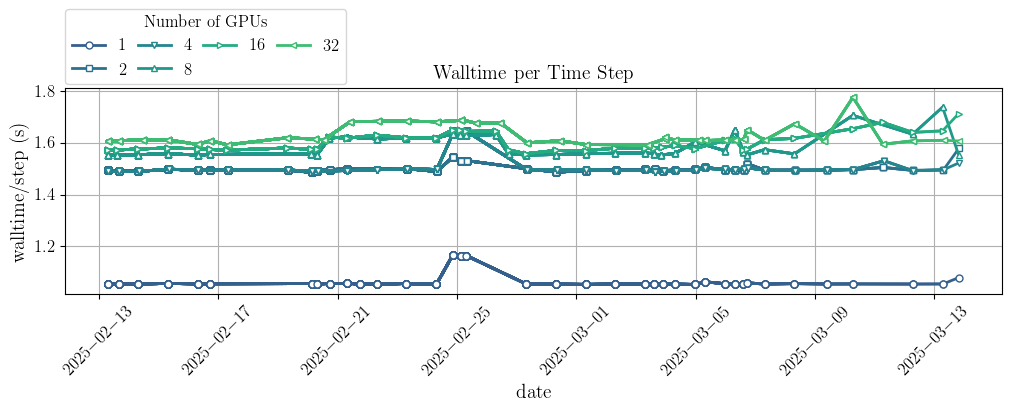 Number of GPUs
1 4 16 32
2 8
Walltime per Time Step
walltime/step (s)
1.8
1.6
1.4
1.2
2025−02−13 2025−02−17 2025−02−21 2025−02−25 2025−03−01 2025−03−05 2025−03−09 2025−03−13
date